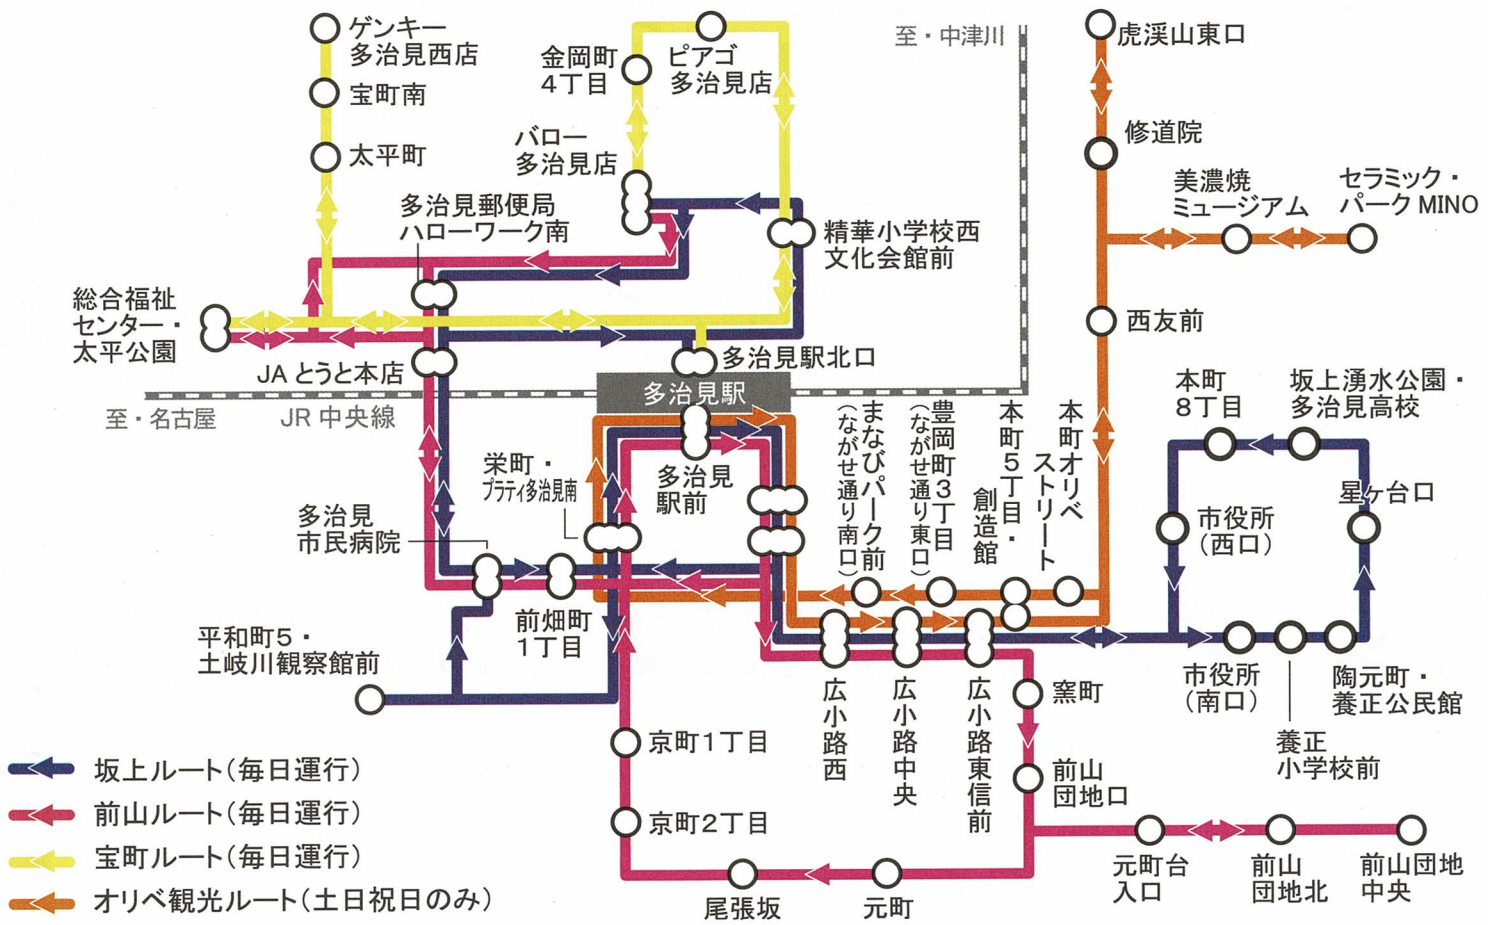 ゲンキー
多治見西店
宝町南
太平町
金岡町
4丁目
ピアゴ
多治見店
バロー
多治見店
至・中津川
虎渓山東口
修道院
美濃焼
ミュージアム
セラミック・
パークMINO
西友前
多治見郵便局
ハローワーク南
精華小学校西
文化会館前
総合福祉
センター・
太平公園
JAとうと本店
多治見駅北口
多治見駅
至・名古屋
JR中央線
多治見
駅前
栄町・
プラティ多治見南
多治見
市民病院
前畑町
1丁目
平和町5・
土岐川観察館前
まなびパーク前
（ながせ通り南口）
豊岡町3丁目
（ながせ通り東口）
本町5丁目・
創造館
本町オリベ
ストリート
本町
8丁目
坂上湧水公園・
多治見高校
市役所
（西口）
星ヶ台口
市役所
（南口）
養正
小学校前
陶元町・
養正公民館
広小路西
広小路中央
広小路東信前
窯町
前山
団地口
京町1丁目
京町2丁目
尾張坂
元町
元町台
入口
前山
団地北
前山団地
中央
坂上ルート（毎日運行）
前山ルート（毎日運行）
宝町ルート（毎日運行）
オリベ観光ルート（土日祝日のみ）